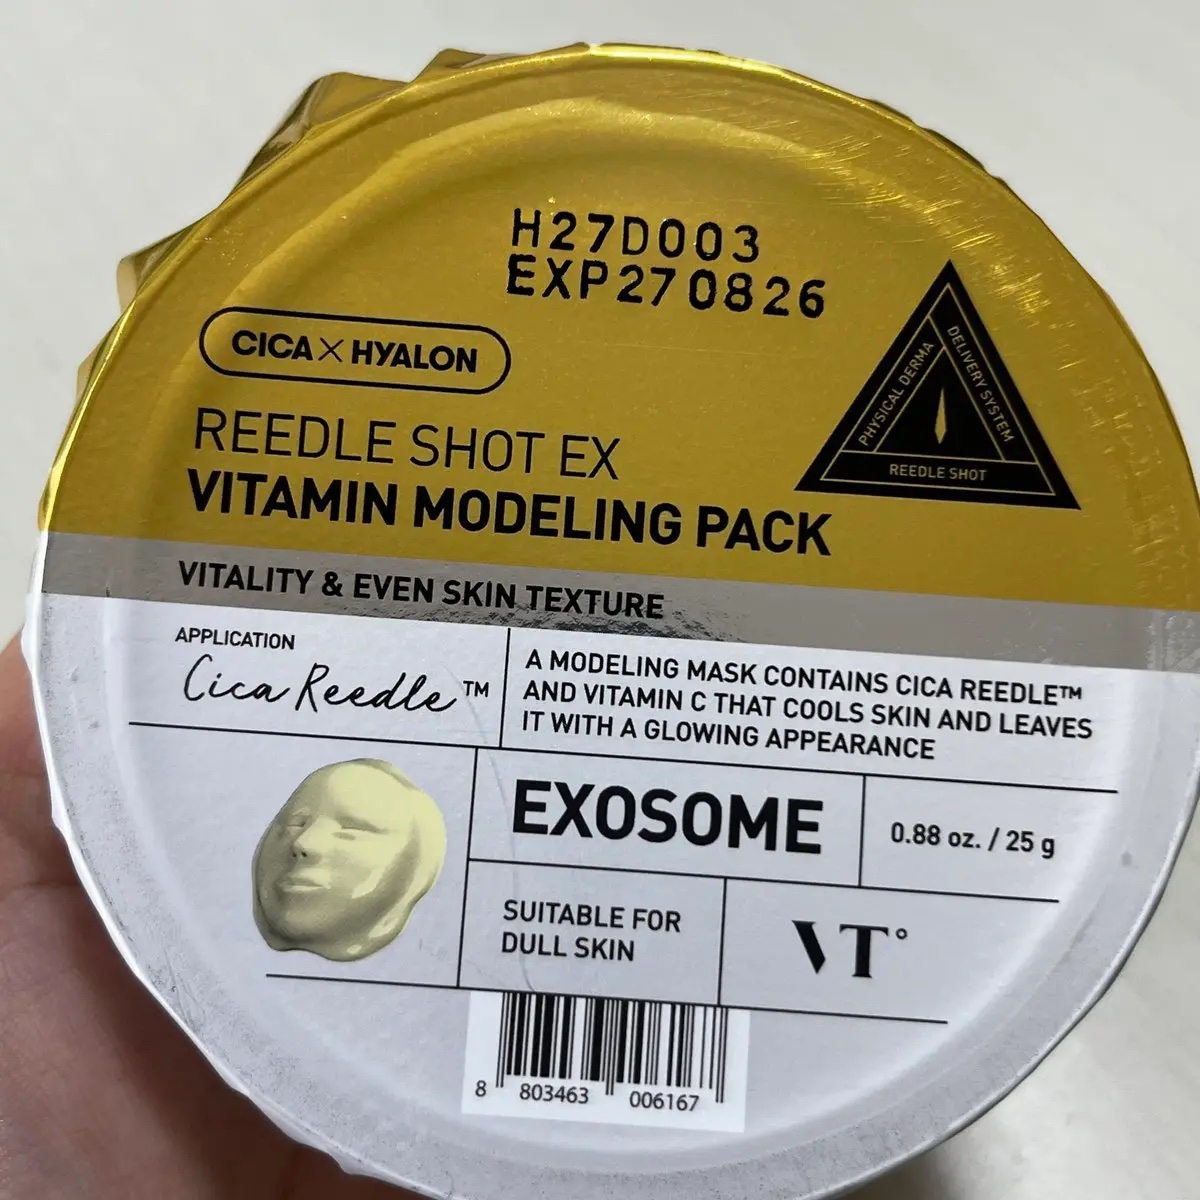 H27D003
EXP270826
CICA×HYALON
PHYSICAL DERMA
DELIVERY SYSTEM
REEDLE SHOT
REEDLE SHOT EX
VITAMIN MODELING PACK
VITALITY & EVEN SKIN TEXTURE
APPLICATION
Cica Reedle™
A MODELING MASK CONTAINS CICA REEDLE™
AND VITAMIN C THAT COOLS SKIN AND LEAVES
IT WITH A GLOWING APPEARANCE
EXOSOME
0.88 oz. / 25 g
SUITABLE FOR
DULL SKIN
VT°
8 803463 006167